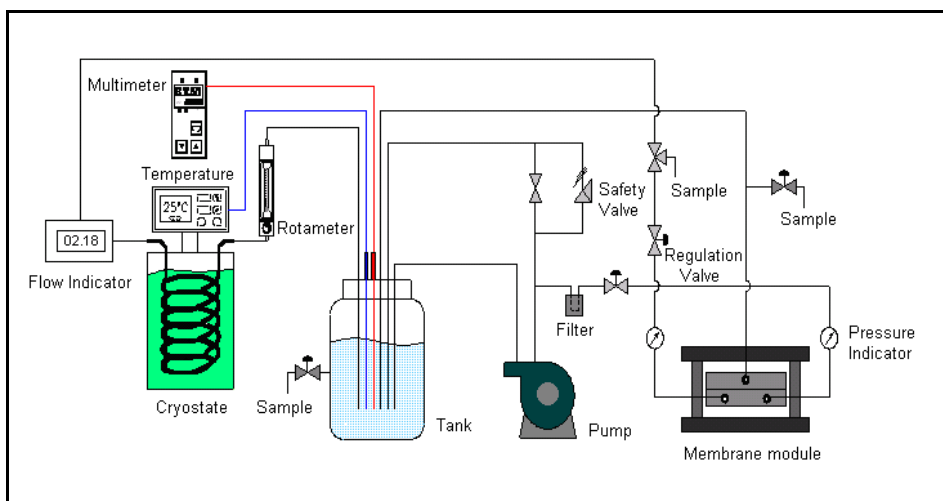 Multimeter
Temperature
25°C
Rotameter
02.18
Flow Indicator
Cryostate
Sample
Tank
Pump
Filter
Safety
Valve
Sample
Regulation
Valve
Sample
Pressure
Indicator
Membrane module